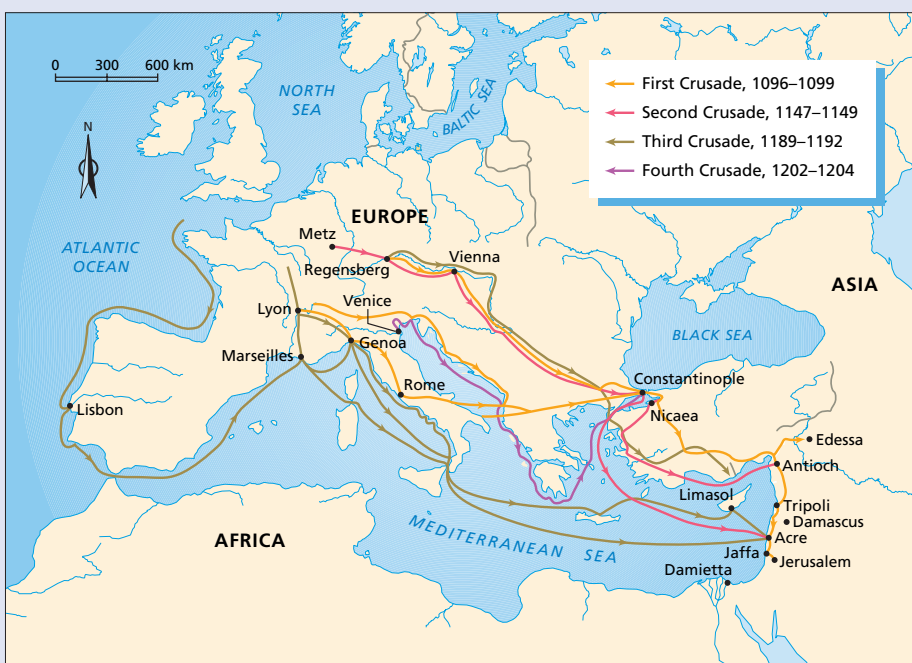 0 300 600 km
N
NORTH
SEA
BALTIC SEA
First Crusade, 1096–1099
Second Crusade, 1147–1149
Third Crusade, 1189–1192
Fourth Crusade, 1202–1204
ATLANTIC
OCEAN
EUROPE
ASIA
Metz
Regensberg
Vienna
Lyon
Venice
Genoa
Marseilles
Rome
Lisbon
BLACK SEA
Constantinople
Nicaea
Edessa
Antioch
Limasol
Tripoli
Damascus
Acre
Jaffa
Jerusalem
Damietta
AFRICA
MEDITERRANEAN SEA